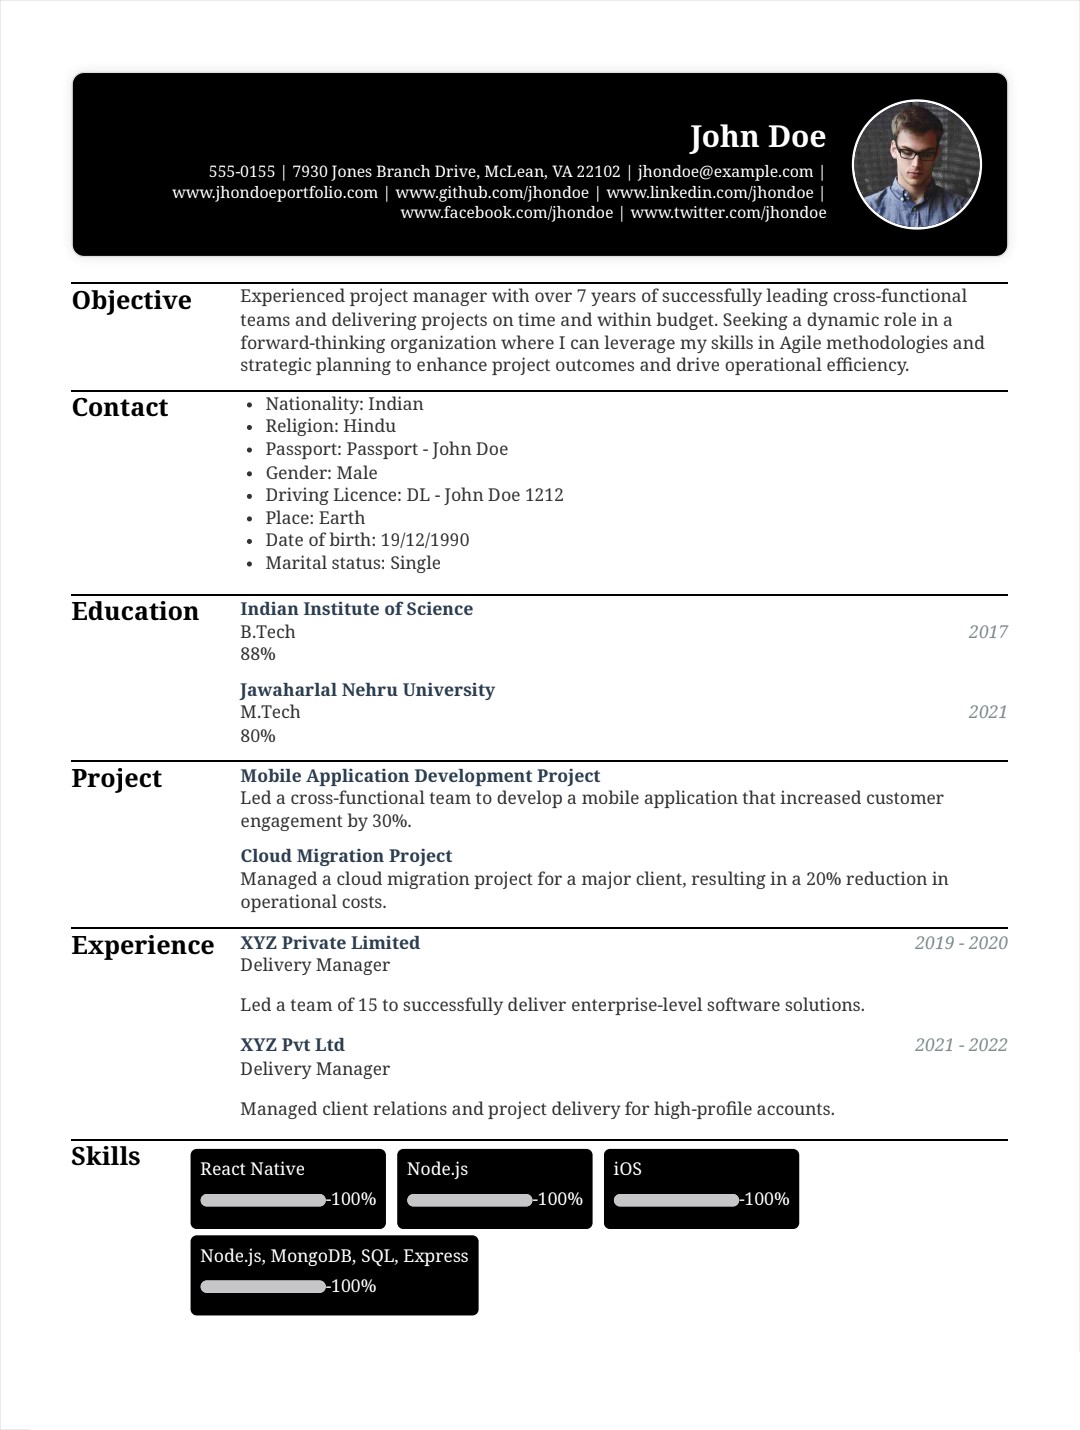 John Doe
555-0155 | 7930 Jones Branch Drive, McLean, VA 22102 | jhondoe@example.com |
www.jhondoeportfolio.com | www.github.com/jhondoe | www.linkedin.com/jhondoe |
www.facebook.com/jhondoe | www.twitter.com/jhondoe
Objective
Experienced project manager with over 7 years of successfully leading cross-functional
teams and delivering projects on time and within budget. Seeking a dynamic role in a
forward-thinking organization where I can leverage my skills in Agile methodologies and
strategic planning to enhance project outcomes and drive operational efficiency.
Contact
• Nationality: Indian
• Religion: Hindu
• Passport: Passport - John Doe
• Gender: Male
• Driving Licence: DL - John Doe 1212
• Place: Earth
• Date of birth: 19/12/1990
• Marital status: Single
Education
Indian Institute of Science
B.Tech 2017
88%
Jawaharlal Nehru University
M.Tech 2021
80%
Project
Mobile Application Development Project
Led a cross-functional team to develop a mobile application that increased customer
engagement by 30%.
Cloud Migration Project
Managed a cloud migration project for a major client, resulting in a 20% reduction in
operational costs.
Experience
XYZ Private Limited 2019 - 2020
Delivery Manager
Led a team of 15 to successfully deliver enterprise-level software solutions.
XYZ Pvt Ltd 2021 - 2022
Delivery Manager
Managed client relations and project delivery for high-profile accounts.
Skills
React Native
-100%
Node.js
-100%
iOS
-100%
Node.js, MongoDB, SQL, Express
-100%